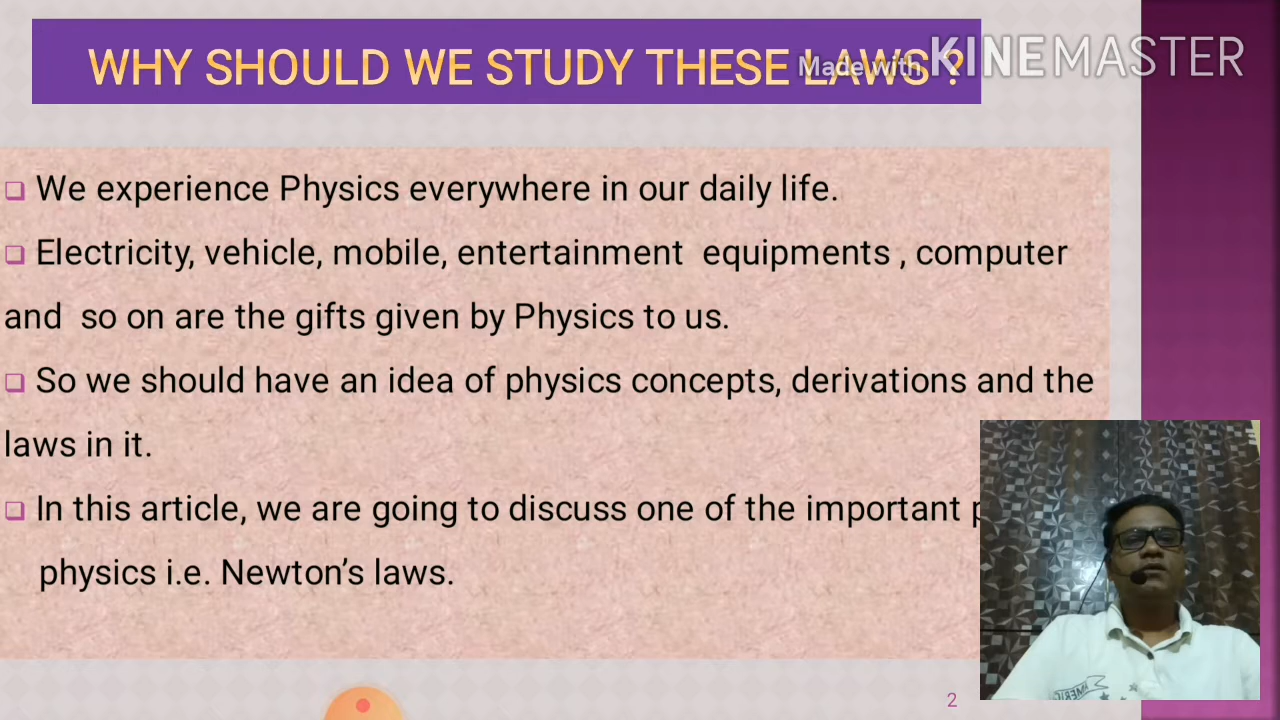 WHY SHOULD WE STUDY THESE LAWS?
Made with KINEMASTER
We experience Physics everywhere in our daily life.
Electricity, vehicle, mobile, entertainment equipments , computer
and so on are the gifts given by Physics to us.
So we should have an idea of physics concepts, derivations and the
laws in it.
In this article, we are going to discuss one of the important
physics i.e. Newton's laws.
2